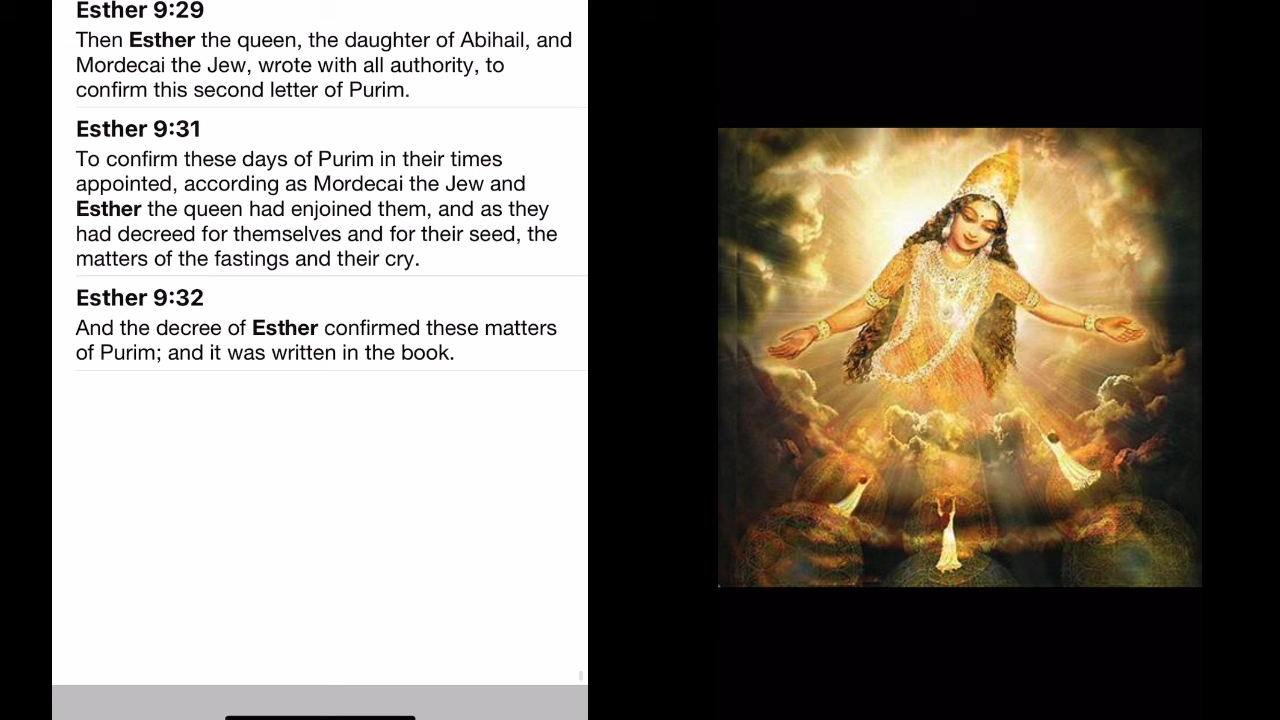 Esther 9:29
Then Esther the queen, the daughter of Abihail, and
Mordecai the Jew, wrote with all authority, to
confirm this second letter of Purim.
Esther 9:31
To confirm these days of Purim in their times
appointed, according as Mordecai the Jew and
Esther the queen had enjoined them, and as they
had decreed for themselves and for their seed, the
matters of the fastings and their cry.
Esther 9:32
And the decree of Esther confirmed these matters
of Purim; and it was written in the book.